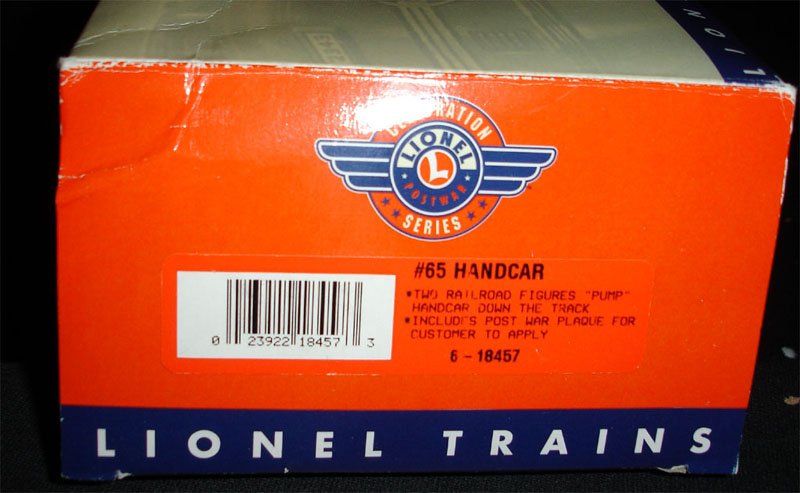 LION
CELEBRATION
LIONEL
L
POSTWAR
SERIES
#65 HANDCAR
•TWO RAILROAD FIGURES "PUMP"
HANDCAR DOWN THE TRACK
•INCLUDES POST WAR PLAQUE FOR
CUSTOMER TO APPLY
6-18457
0 23922 18457 3
LIONEL TRAINS